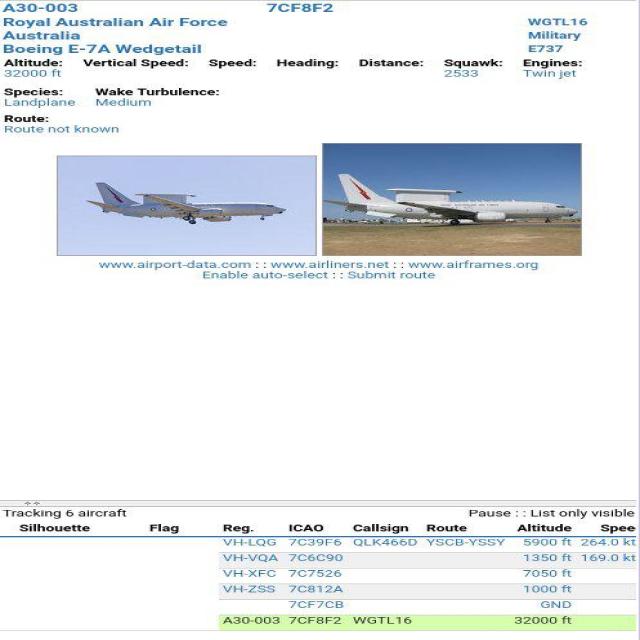 A30-003 7CF8F2
Royal Australian Air Force WGTL16
Australia Military
Boeing E-7A Wedgetail E737
Altitude: Vertical Speed: Speed: Heading: Distance: Squawk: Engines:
32000 ft 2533 Twin jet
Species: Wake Turbulence:
Landplane Medium
Route:
Route not known
www.airport-data.com : : www.airliners.net : : www.airframes.org
Enable auto-select : : Submit route
Tracking 6 aircraft Pause : : List only visible
Silhouette Flag Reg. ICAO Callsign Route Altitude Spee
VH-LQG 7C39F6 QLK466D YSCB-YSSY 5900 ft 264.0 kt
VH-VQA 7C6C90 1350 ft 169.0 kt
VH-XFC 7C7526 7050 ft
VH-ZSS 7C812A 1000 ft
7CF7CB GND
A30-003 7CF8F2 WGTL16 32000 ft